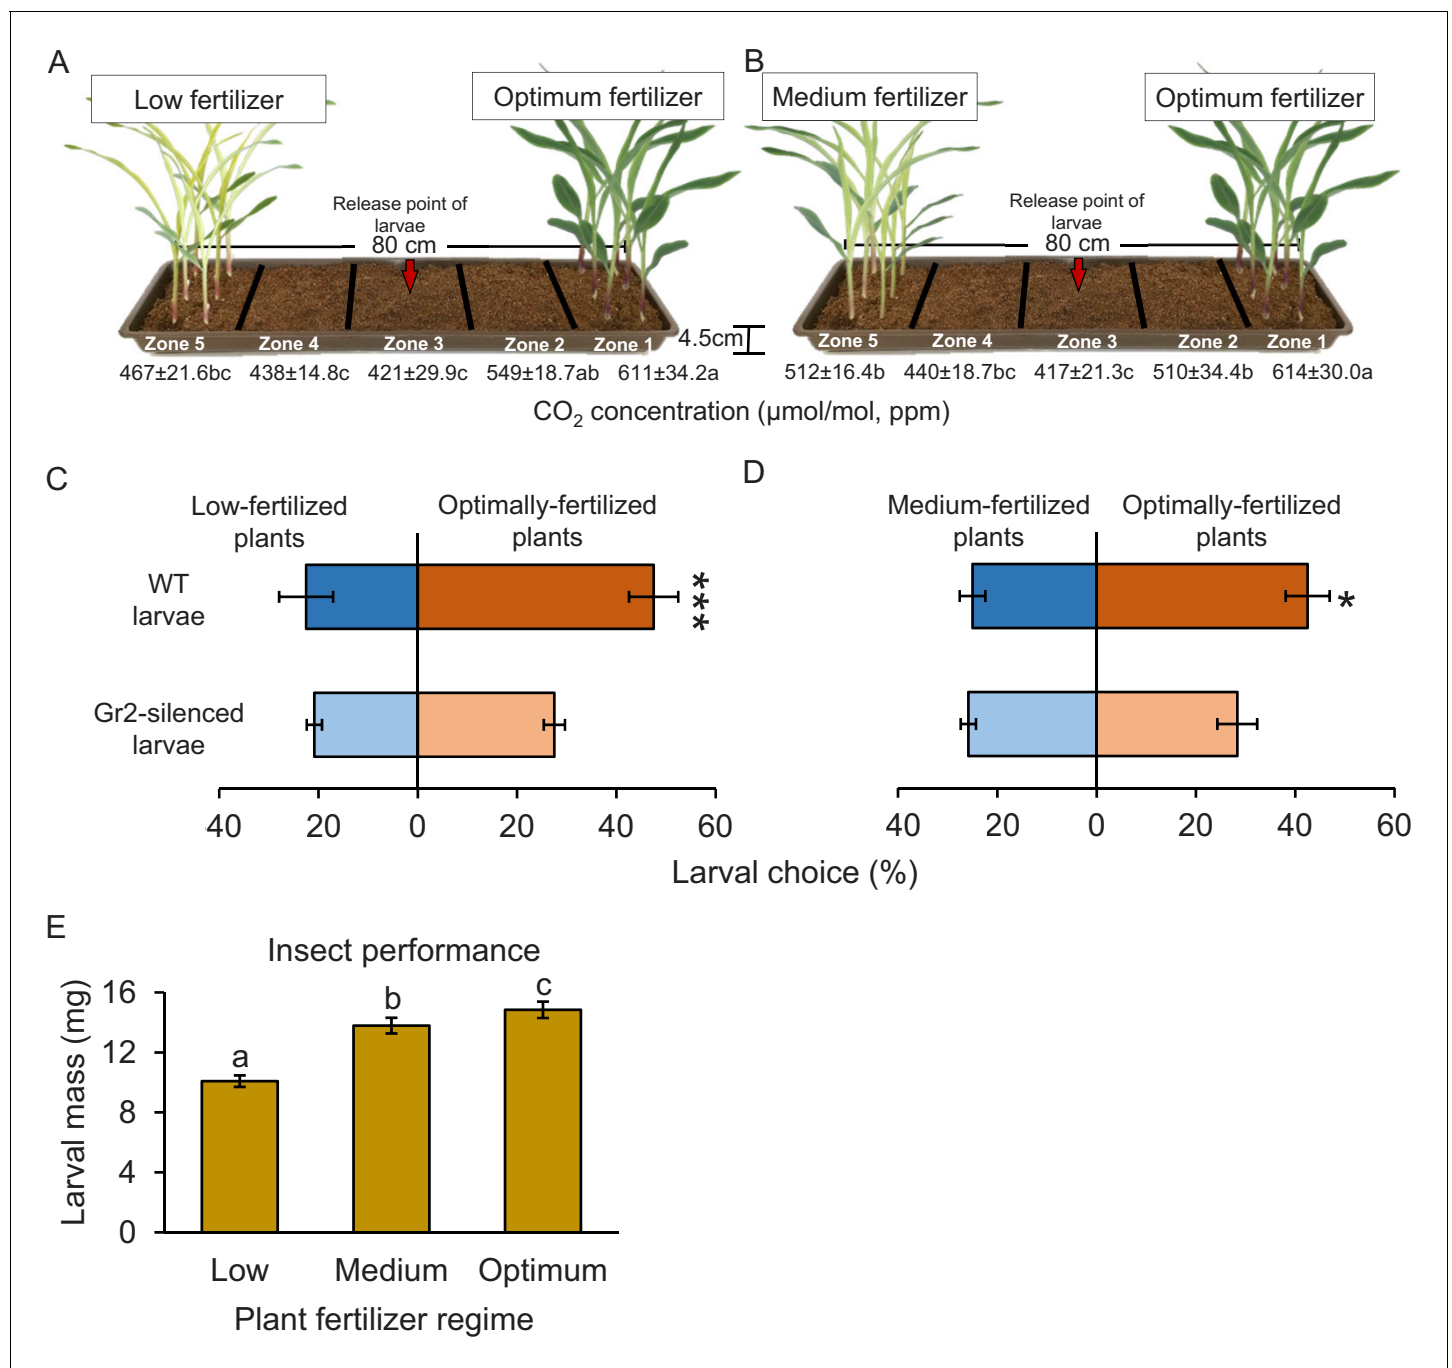 A
Low fertilizer
Optimum fertilizer
Release point of
larvae
80 cm
Zone 5
Zone 4
Zone 3
Zone 2
Zone 1
4.5cm
467±21.6bc
438±14.8c
421±29.9c
549±18.7ab
611±34.2a
B
Medium fertilizer
Optimum fertilizer
Release point of
larvae
80 cm
Zone 5
Zone 4
Zone 3
Zone 2
Zone 1
512±16.4b
440±18.7bc
417±21.3c
510±34.4b
614±30.0a
CO₂ concentration (µmol/mol, ppm)
C
Low-fertilized
plants
Optimally-fertilized
plants
WT
larvae
***
Gr2-silenced
larvae
40 20 0 20 40 60
D
Medium-fertilized
plants
Optimally-fertilized
plants
*
40 20 0 20 40 60
Larval choice (%)
E
Insect performance
Larval mass (mg)
16
12
8
4
0
a
b
c
Low Medium Optimum
Plant fertilizer regime